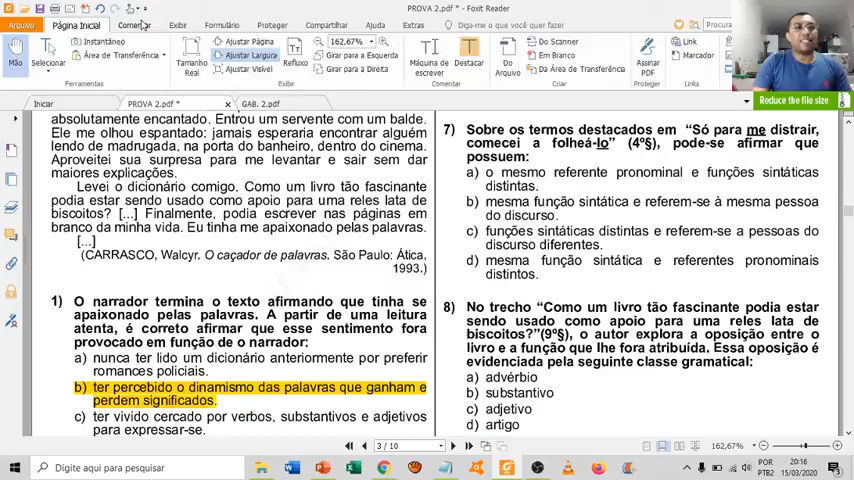 PROVA 2.pdf * - Foxit Reader
Arquivo
Página Inicial
Comentar
Exibir
Formulário
Proteger
Compartilhar
Ajuda
Extras
Diga-me o que você quer fazer
Procura
Mão
Selecionar
Instantâneo
Área de Transferência
Ferramentas
Tamanho Real
Ajustar Página
Ajustar Largura
Ajustar Visível
Refluxo
162,67%
Girar para a Esquerda
Girar para a Direita
Exibir
Máquina de escrever
Destacar
Comentar
Do Arquivo
Do Scanner
Em Branco
Da Área de Transferência
Criar
Assinar PDF
Proteger
Link
Marcador
Reduce the file size
Iniciar
PROVA 2.pdf *
GAB. 2.pdf
absolutamente encantado. Entrou um servente com um balde.
Ele me olhou espantado: jamais esperaria encontrar alguém
lendo de madrugada, na porta do banheiro, dentro do cinema.
Aproveitei sua surpresa para me levantar e sair sem dar
maiores explicações.
Levei o dicionário comigo. Como um livro tão fascinante
podia estar sendo usado como apoio para uma reles lata de
biscoitos? [...] Finalmente, podia escrever nas páginas em
branco da minha vida. Eu tinha me apaixonado pelas palavras.
[...]
(CARRASCO, Walcyr. O caçador de palavras. São Paulo: Ática,
1993.)
1) O narrador termina o texto afirmando que tinha se
apaixonado pelas palavras. A partir de uma leitura
atenta, é correto afirmar que esse sentimento fora
provocado em função de o narrador:
a) nunca ter lido um dicionário anteriormente por preferir
romances policiais.
b) ter percebido o dinamismo das palavras que ganham e
perdem significados.
c) ter vivido cercado por verbos, substantivos e adjetivos
para expressar-se.
7) Sobre os termos destacados em “Só para me distrair,
comecei a folheá-lo” (4º§), pode-se afirmar que
possuem:
a) o mesmo referente pronominal e funções sintáticas
distintas.
b) mesma função sintática e referem-se à mesma pessoa
do discurso.
c) funções sintáticas distintas e referem-se a pessoas do
discurso diferentes.
d) mesma função sintática e referentes pronominais
distintos.
8) No trecho “Como um livro tão fascinante podia estar
sendo usado como apoio para uma reles lata de
biscoitos?”(9º§), o autor explora a oposição entre o
livro e a função que lhe fora atribuída. Essa oposição é
evidenciada pela seguinte classe gramatical:
a) advérbio
b) substantivo
c) adjetivo
d) artigo
3 / 10
162,67%
Digite aqui para pesquisar
POR
PTB2
20:16
15/03/2020